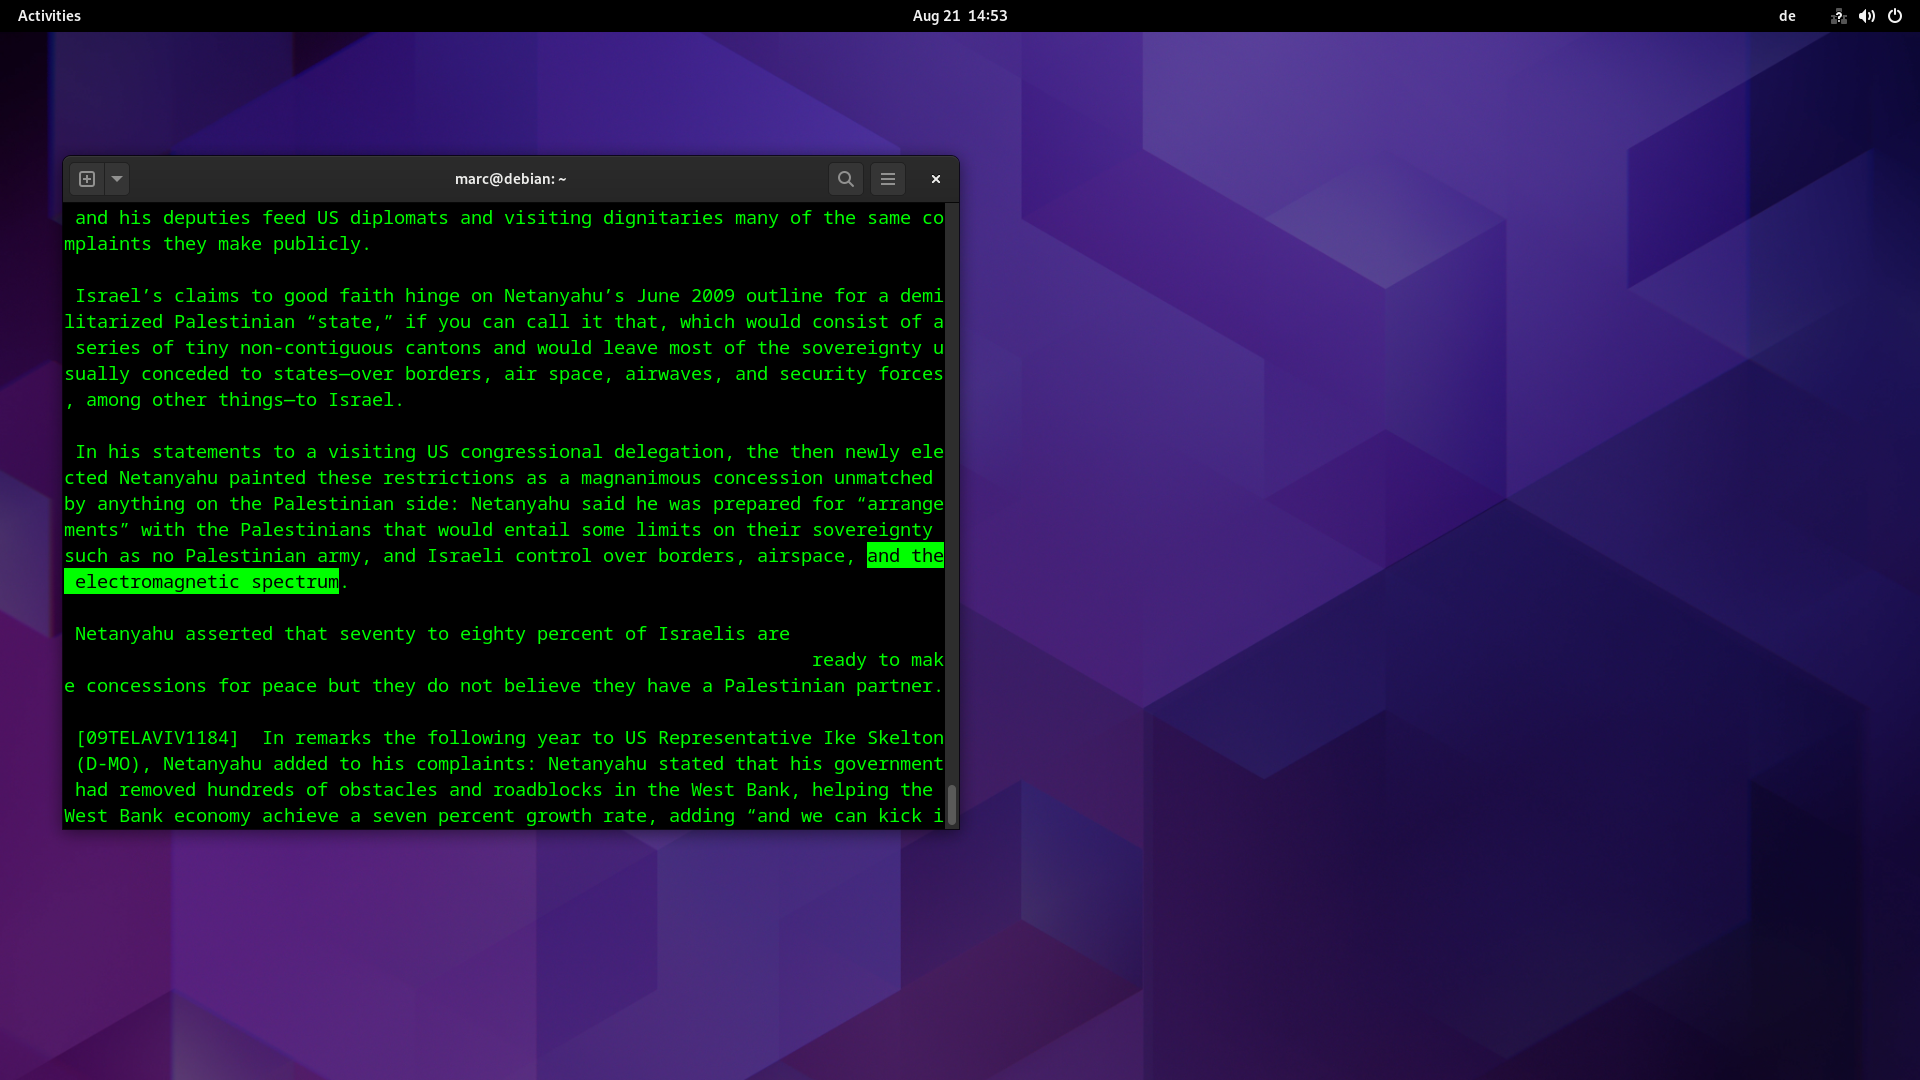 Activities
Aug 21 14:53
de
marc@debian: ~
and his deputies feed US diplomats and visiting dignitaries many of the same co
mplaints they make publicly.
Israel’s claims to good faith hinge on Netanyahu’s June 2009 outline for a demi
litarized Palestinian “state,” if you can call it that, which would consist of a
series of tiny non-contiguous cantons and would leave most of the sovereignty u
sually conceded to states—over borders, air space, airwaves, and security forces
, among other things—to Israel.
In his statements to a visiting US congressional delegation, the then newly ele
cted Netanyahu painted these restrictions as a magnanimous concession unmatched
by anything on the Palestinian side: Netanyahu said he was prepared for “arrange
ments” with the Palestinians that would entail some limits on their sovereignty
such as no Palestinian army, and Israeli control over borders, airspace, and the
electromagnetic spectrum.
Netanyahu asserted that seventy to eighty percent of Israelis are
ready to mak
e concessions for peace but they do not believe they have a Palestinian partner.
[09TELAVIV1184]  In remarks the following year to US Representative Ike Skelton
(D-MO), Netanyahu added to his complaints: Netanyahu stated that his government
had removed hundreds of obstacles and roadblocks in the West Bank, helping the
West Bank economy achieve a seven percent growth rate, adding “and we can kick i